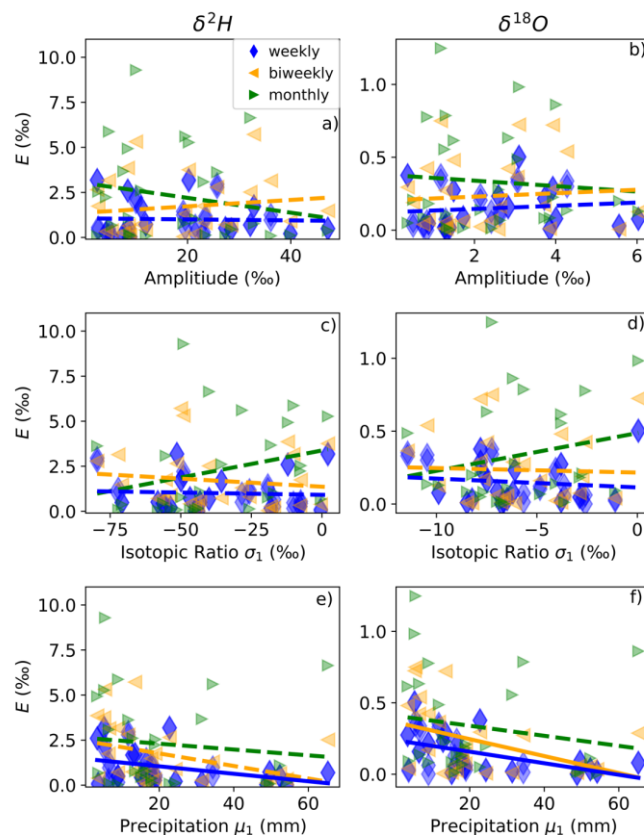 δ²H
δ¹⁸O
10.0
7.5
5.0
2.5
0.0
E (‰)
weekly
biweekly
monthly
a)
20
40
Amplitiude (‰)
b)
1.0
0.5
0.0
2
4
6
Amplitiude (‰)
c)
10.0
7.5
5.0
2.5
0.0
E (‰)
−75
−50
−25
0
Isotopic Ratio σ₁ (‰)
d)
1.0
0.5
0.0
−10
−5
0
Isotopic Ratio σ₁ (‰)
e)
10.0
7.5
5.0
2.5
0.0
E (‰)
20
40
60
Precipitation μ₁ (mm)
f)
1.0
0.5
0.0
20
40
60
Precipitation μ₁ (mm)